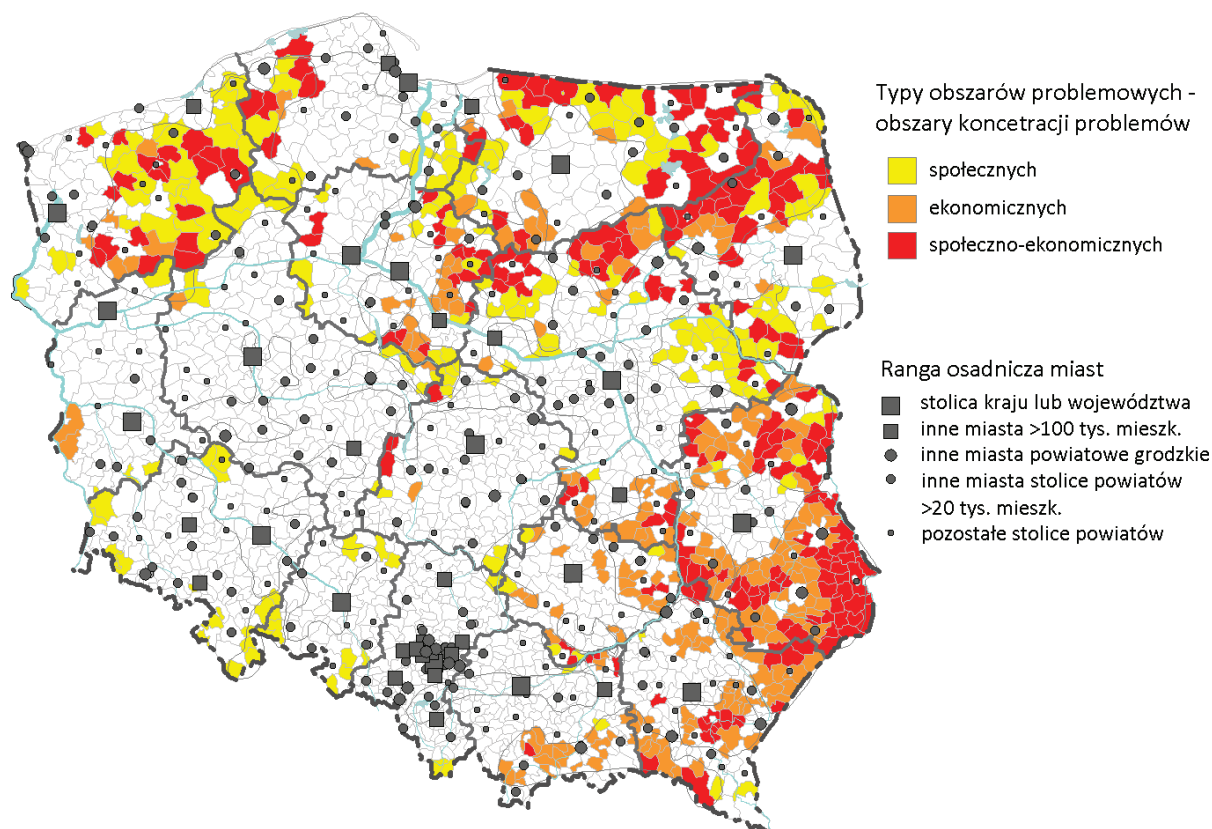 Typy obszarów problemowych -
obszary koncetracji problemów
społecznych
ekonomicznych
społeczno-ekonomicznych
Ranga osadnicza miast
stolica kraju lub województwa
inne miasta >100 tys. mieszk.
inne miasta powiatowe grodzkie
inne miasta stolice powiatów
>20 tys. mieszk.
pozostałe stolice powiatów